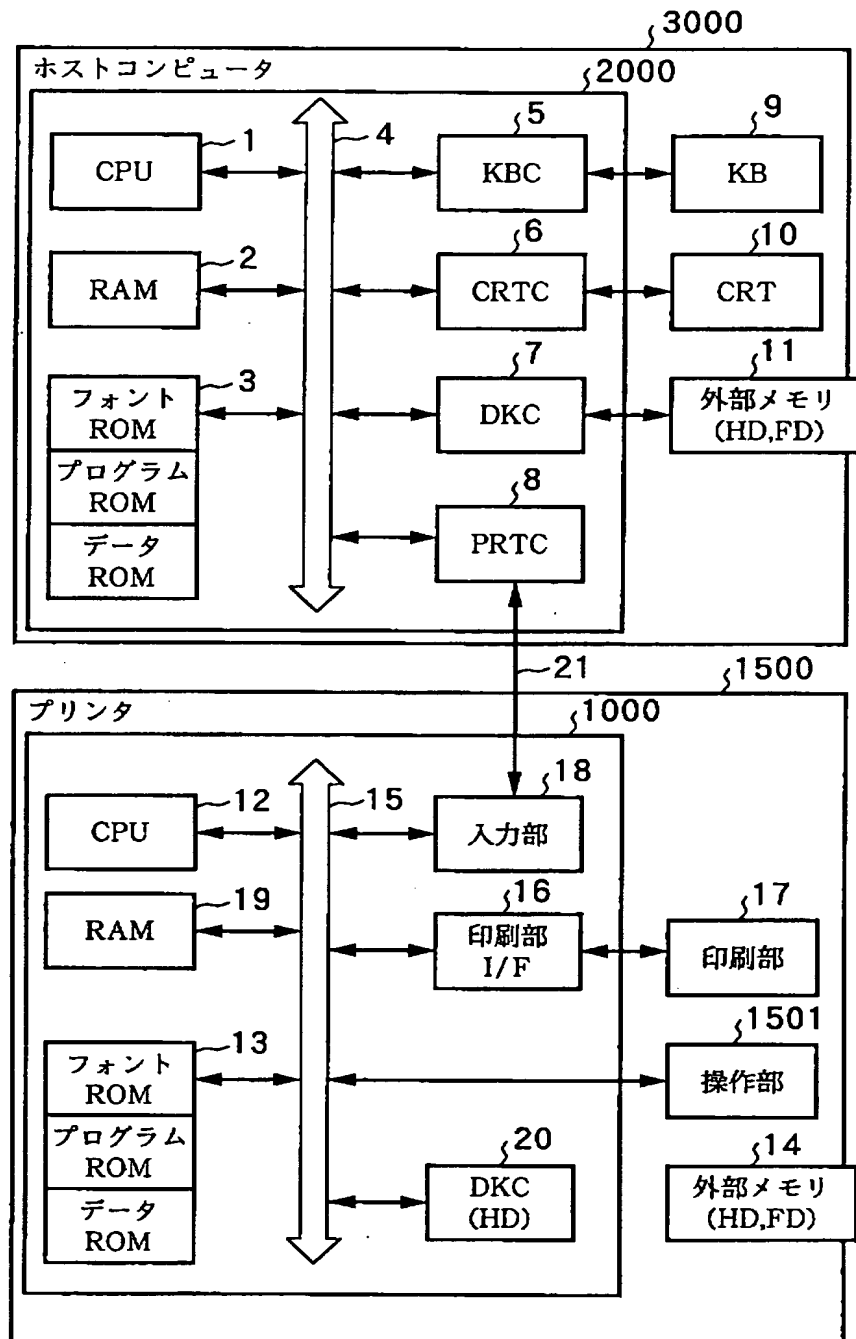 3000
ホストコンピュータ
2000
1
4
5
9
CPU
KBC
KB
2
6
10
RAM
CRTC
CRT
3
7
11
フォント
ROM
プログラム
ROM
データ
ROM
DKC
外部メモリ
(HD,FD)
8
PRTC
21
1500
プリンタ
1000
12
15
18
CPU
入力部
19
16
17
RAM
印刷部
I/F
印刷部
13
1501
フォント
ROM
プログラム
ROM
データ
ROM
操作部
20
14
DKC
(HD)
外部メモリ
(HD,FD)